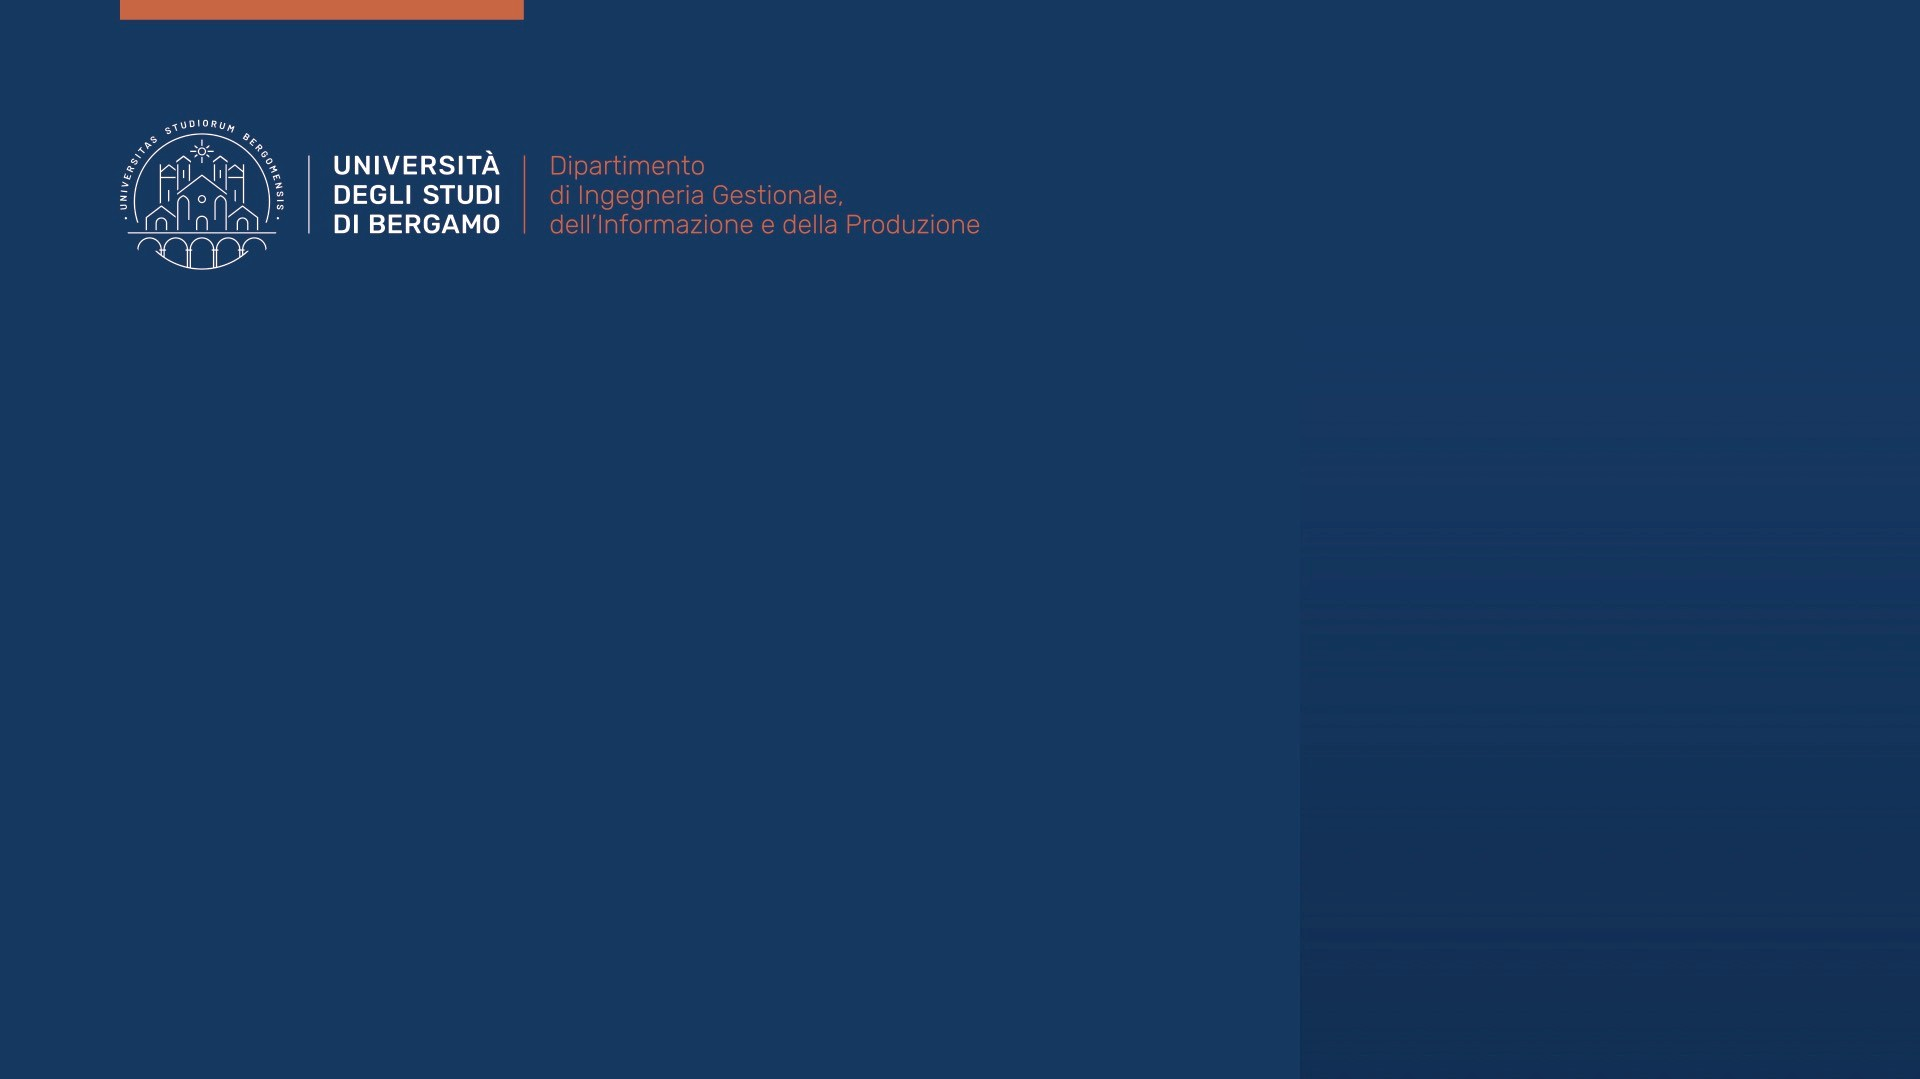 UNIVERSITAS STUDIORUM BERGOMENSIS
UNIVERSITÀ
DEGLI STUDI
DI BERGAMO
Dipartimento
di Ingegneria Gestionale,
dell’Informazione e della Produzione